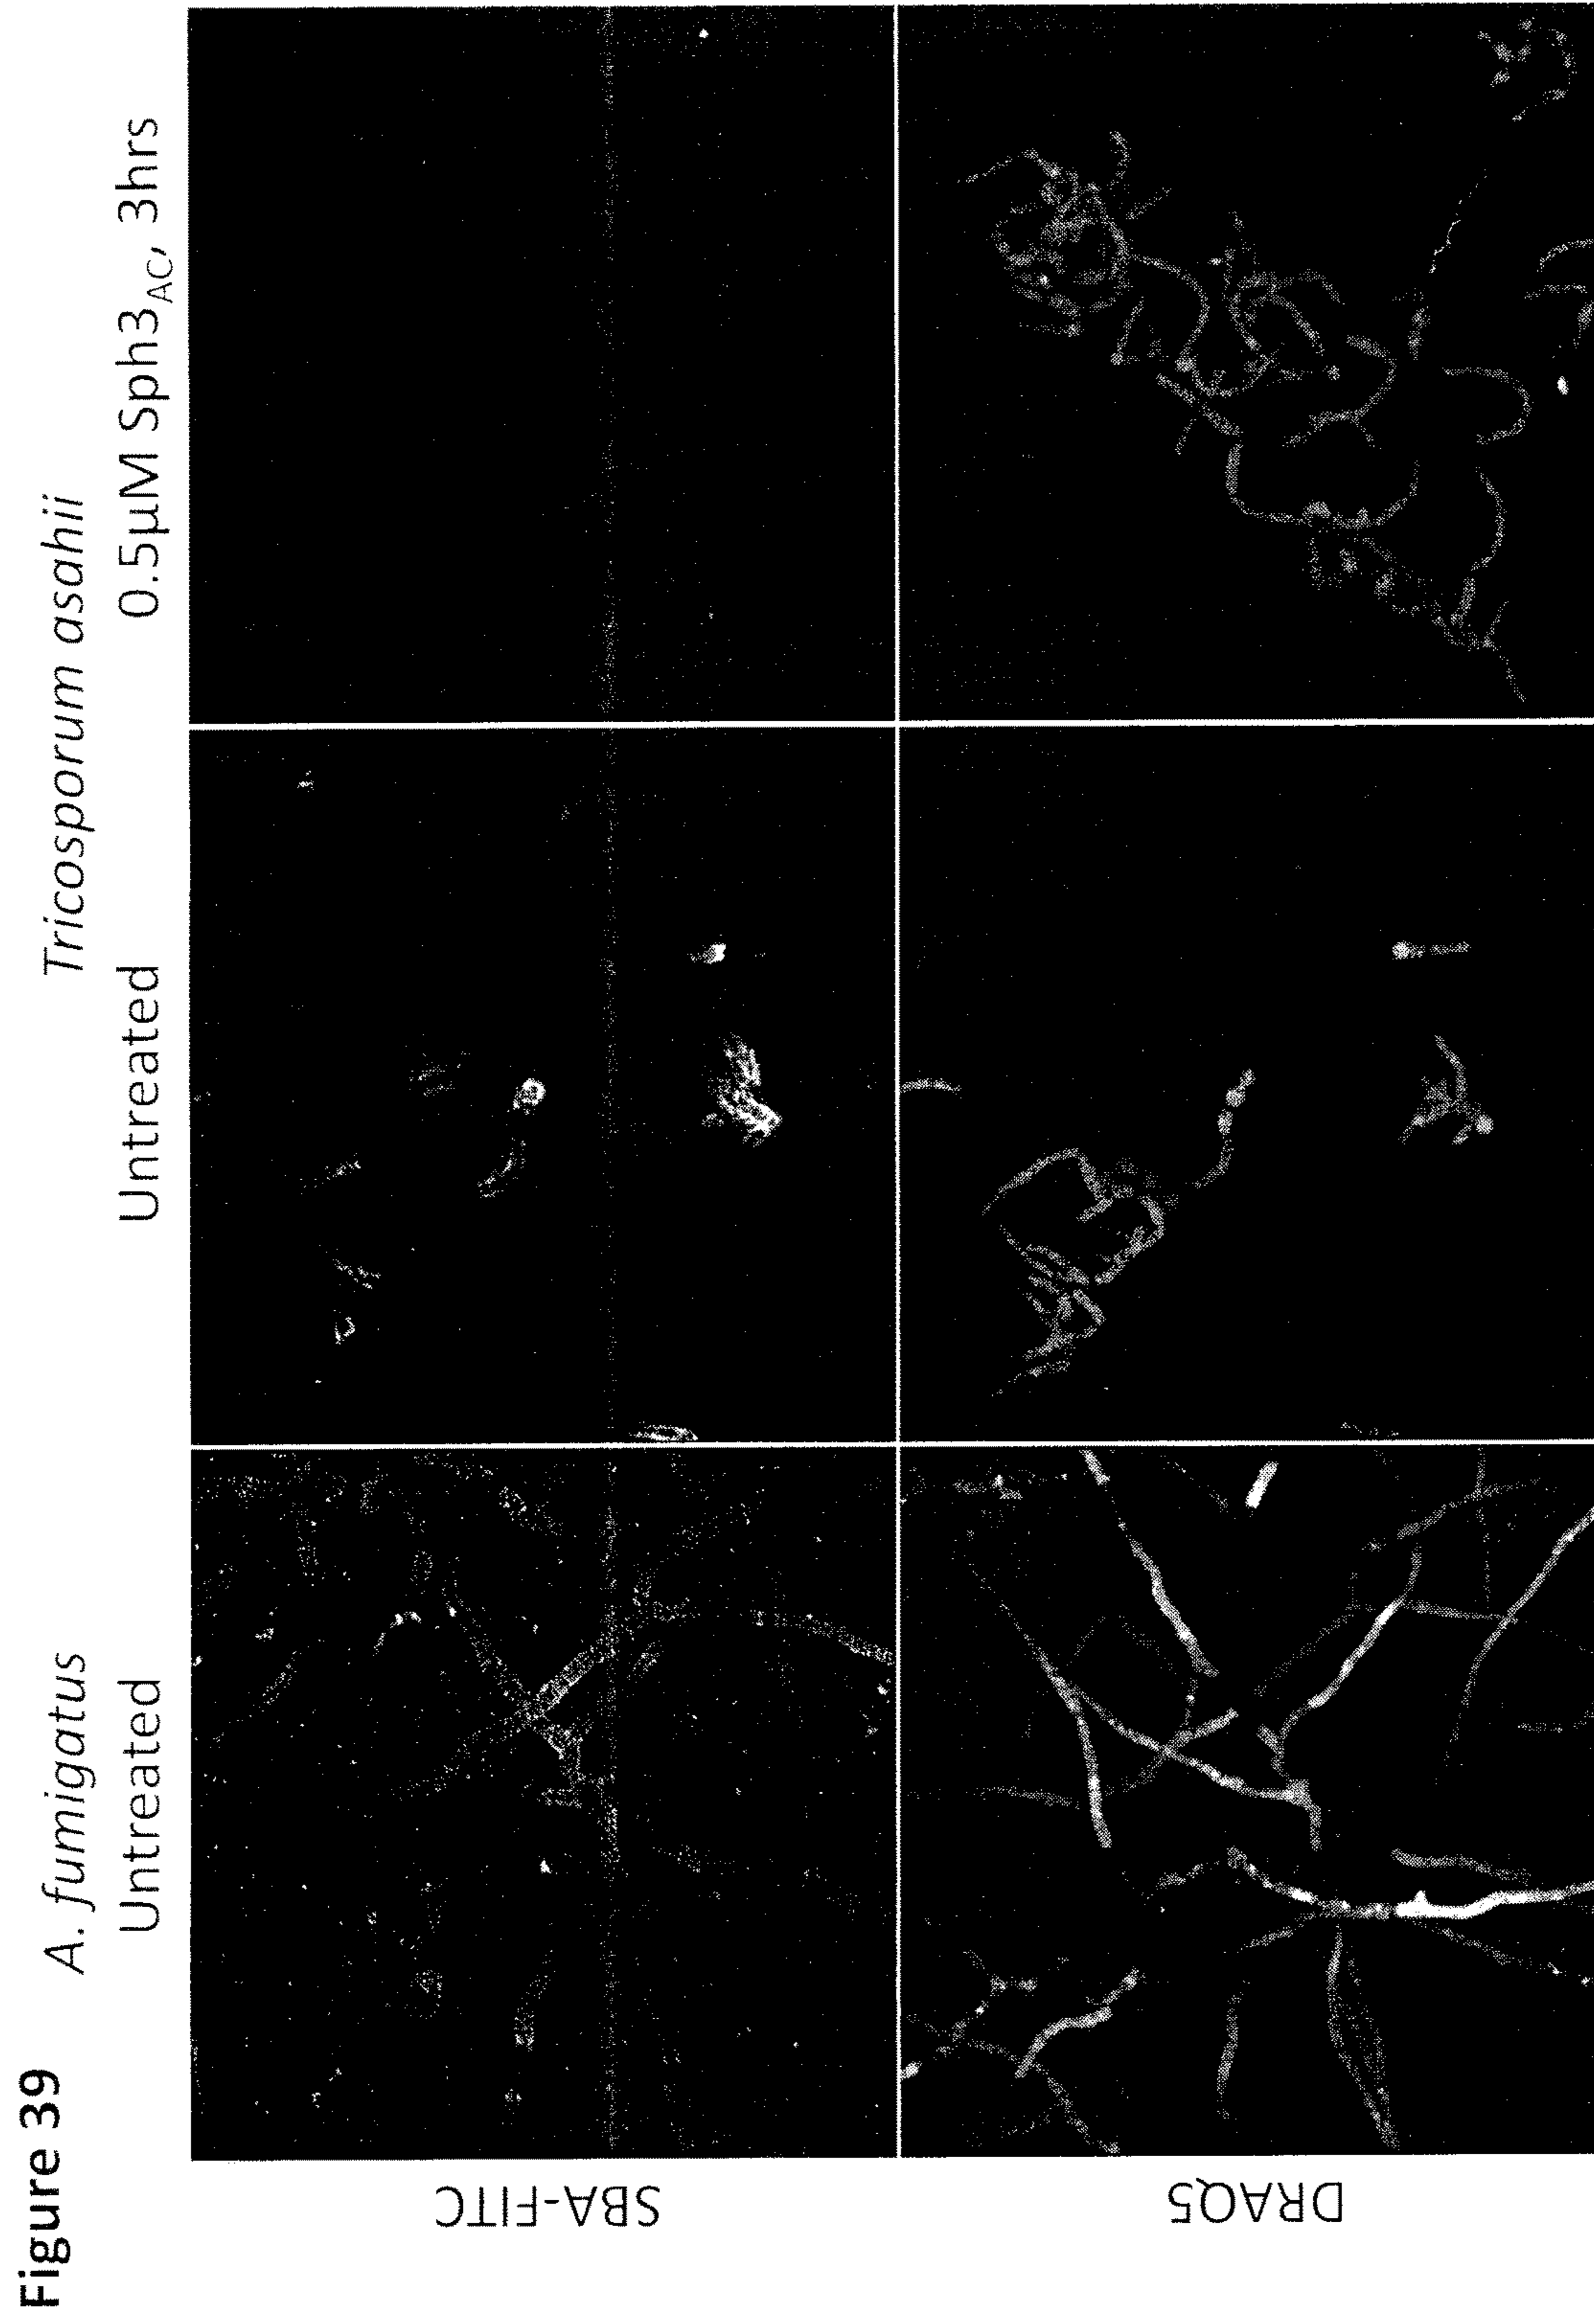 Figure 39
A. fumigatus
Tricosporum asahii
Untreated
Untreated
0.5µM Sph3AC, 3hrs
SBA-FITC
DRAQ5